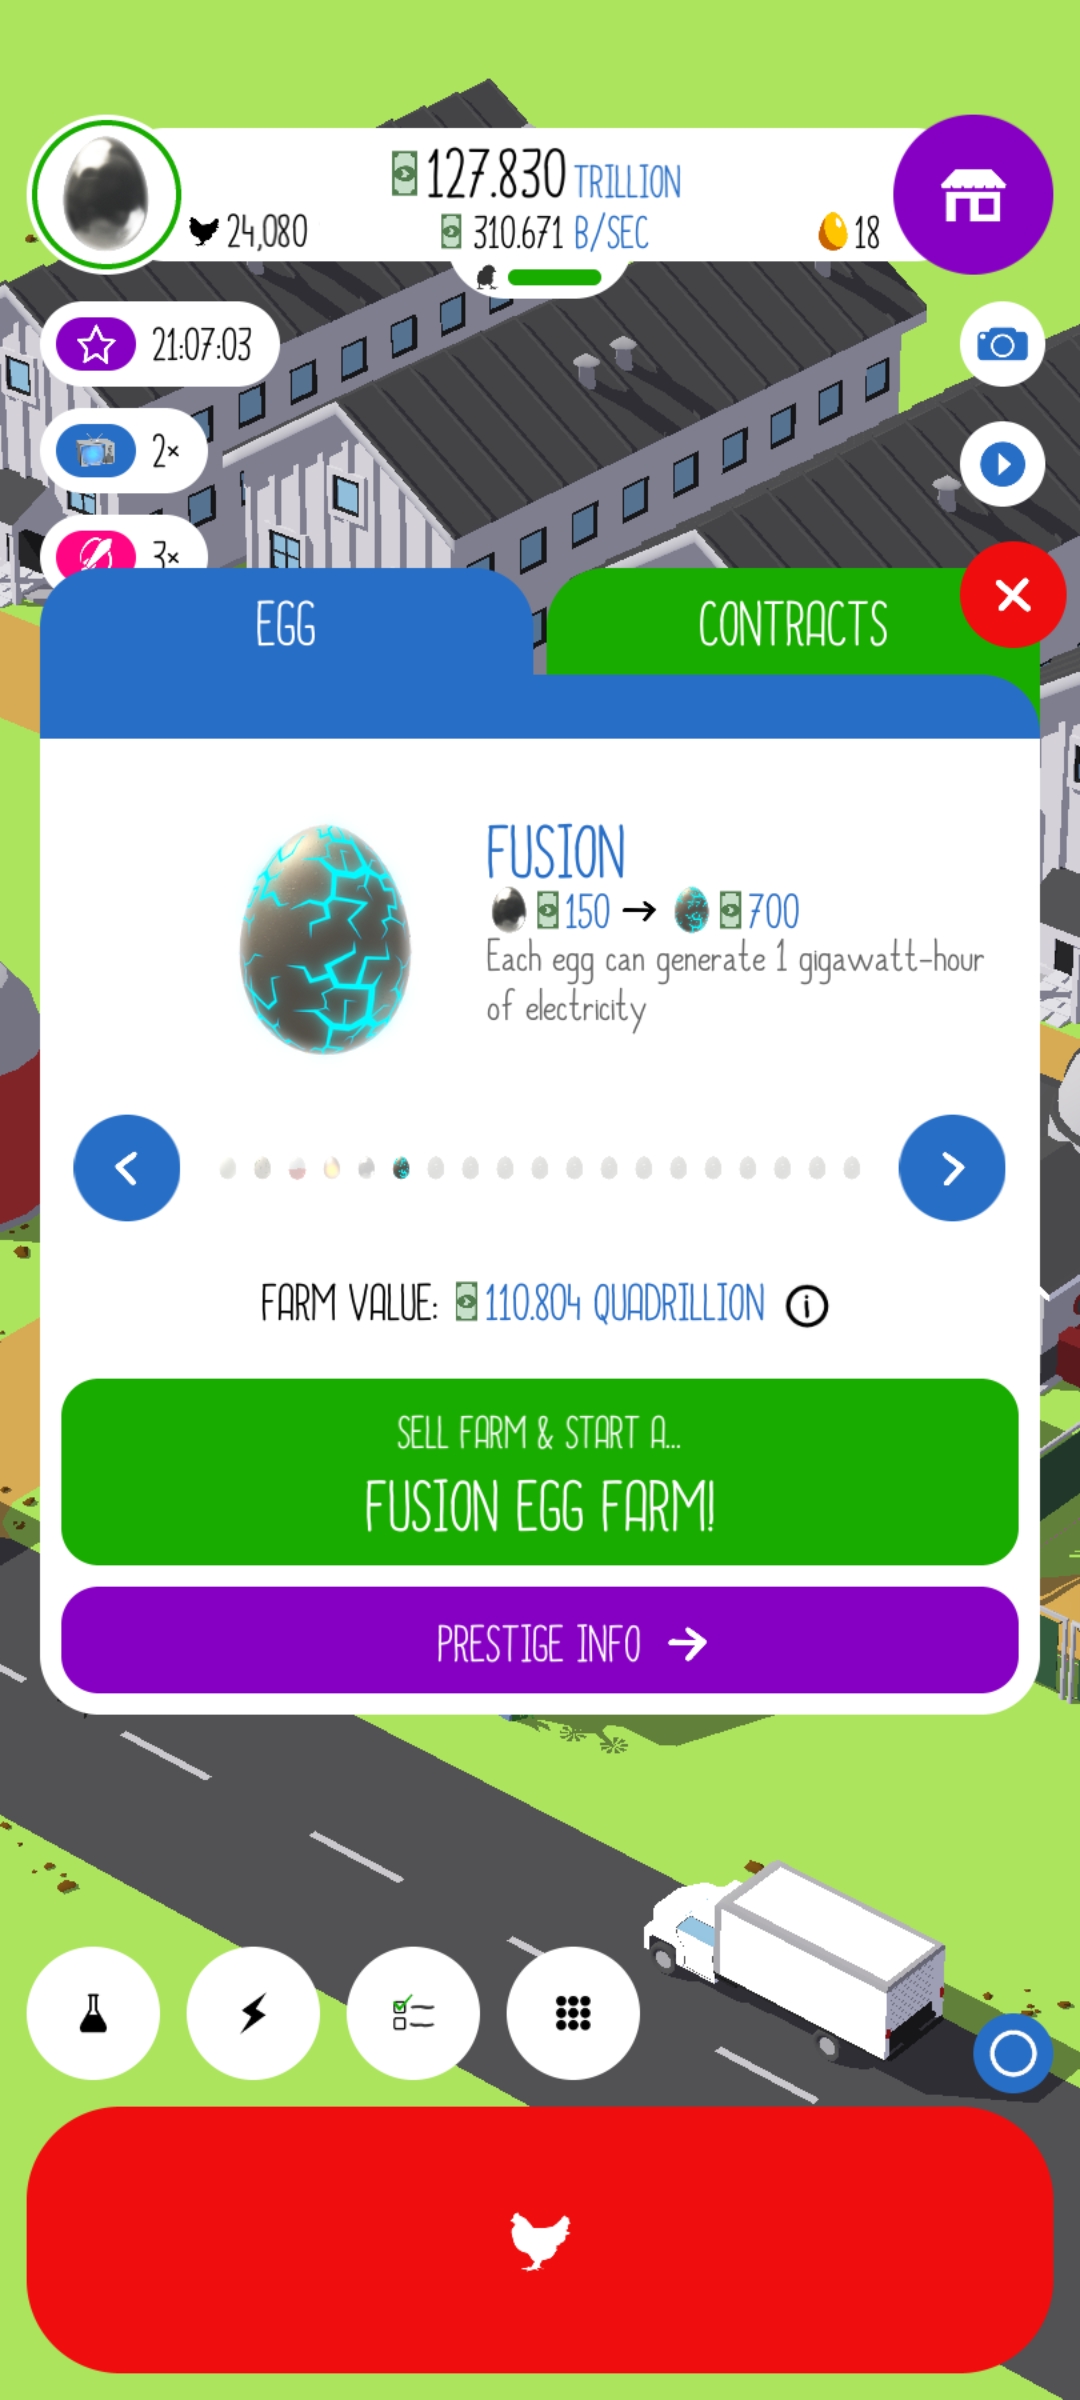 127.830 TRILLION
24,080
310.671 B/SEC
18
21:07:03
2×
3×
EGG
CONTRACTS
FUSION
150 → 700
Each egg can generate 1 gigawatt-hour
of electricity
FARM VALUE: 110.804 QUADRILLION
SELL FARM & START A...
FUSION EGG FARM!
PRESTIGE INFO →